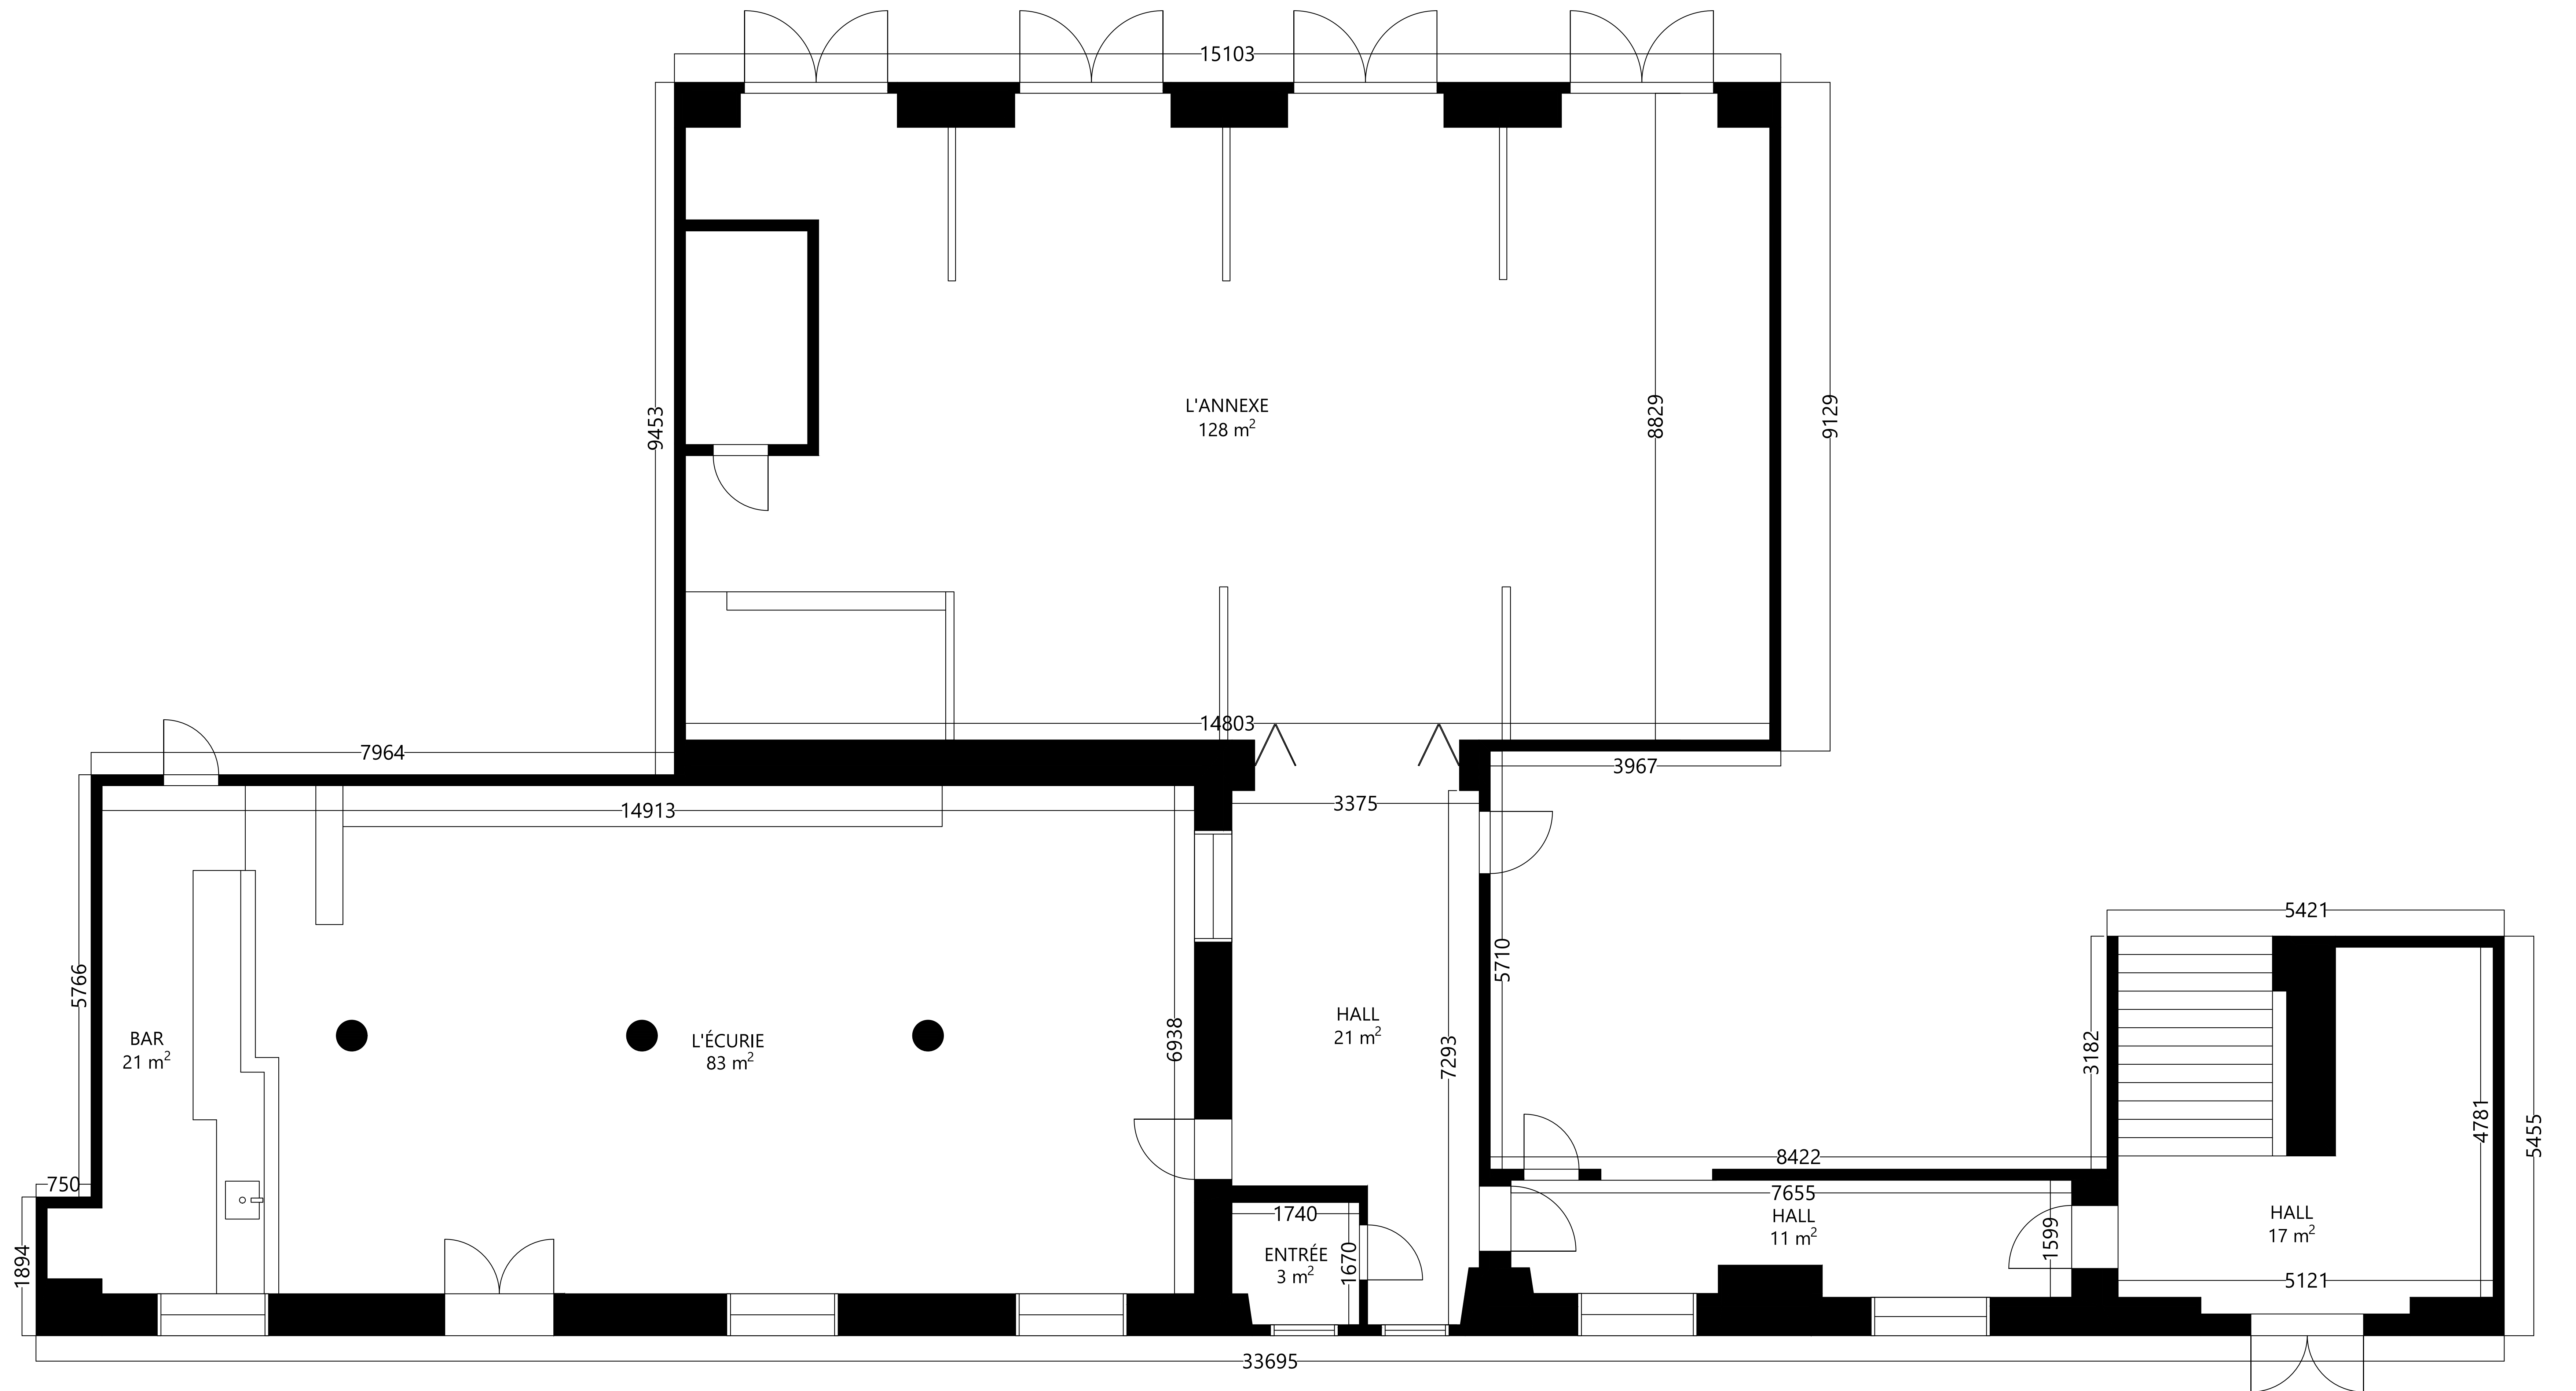 15103
9453
L'ANNEXE
128 m²
8829
9129
14803
7964
3967
14913
3375
5421
5766
BAR
21 m²
L'ÉCURIE
83 m²
6938
HALL
21 m²
7293
5710
3182
4781
5455
8422
750
1894
1740
ENTRÉE
3 m²
1670
7655
HALL
11 m²
1599
HALL
17 m²
5121
33695